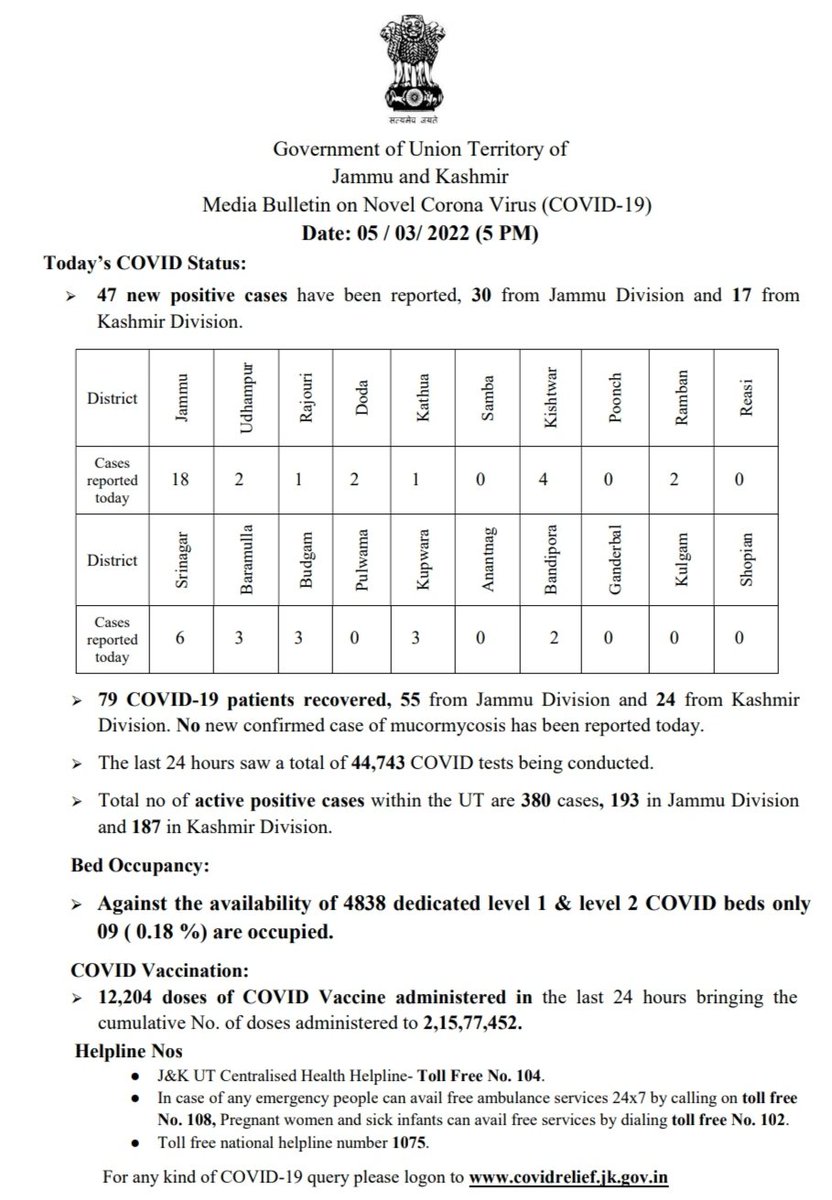 सत्यमेव जयते
Government of Union Territory of
Jammu and Kashmir
Media Bulletin on Novel Corona Virus (COVID-19)
Date: 05 / 03/ 2022 (5 PM)
Today's COVID Status:
➢ 47 new positive cases have been reported, 30 from Jammu Division and 17 from
Kashmir Division.
District Jammu Udhampur Rajouri Doda Kathua Samba Kishtwar Poonch Ramban Reasi
Cases
reported
today 18 2 1 2 1 0 4 0 2 0
District Srinagar Baramulla Budgam Pulwama Kupwara Anantnag Bandipora Ganderbal Kulgam Shopian
Cases
reported
today 6 3 3 0 3 0 2 0 0 0
➢ 79 COVID-19 patients recovered, 55 from Jammu Division and 24 from Kashmir
Division. No new confirmed case of mucormycosis has been reported today.
➢ The last 24 hours saw a total of 44,743 COVID tests being conducted.
➢ Total no of active positive cases within the UT are 380 cases, 193 in Jammu Division
and 187 in Kashmir Division.
Bed Occupancy:
➢ Against the availability of 4838 dedicated level 1 & level 2 COVID beds only
09 ( 0.18 %) are occupied.
COVID Vaccination:
➢ 12,204 doses of COVID Vaccine administered in the last 24 hours bringing the
cumulative No. of doses administered to 2,15,77,452.
Helpline Nos
● J&K UT Centralised Health Helpline- Toll Free No. 104.
● In case of any emergency people can avail free ambulance services 24x7 by calling on toll free
No. 108, Pregnant women and sick infants can avail free services by dialing toll free No. 102.
● Toll free national helpline number 1075.
For any kind of COVID-19 query please logon to www.covidrelief.jk.gov.in